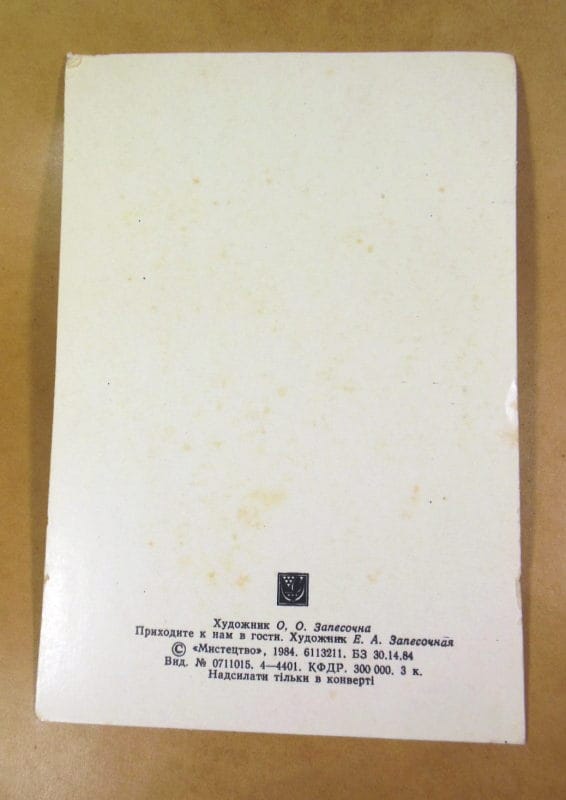 Художник О, О. Запесочна
Приходите к нам в гости. Художник Е. А. Запесочная
© «Мистецтво», 1984. 6113211. БЗ 30.14.84
Вид. № 0711015. 4—4401. КФДР. 300 000. 3 к.
Надсилати тільки в конверті